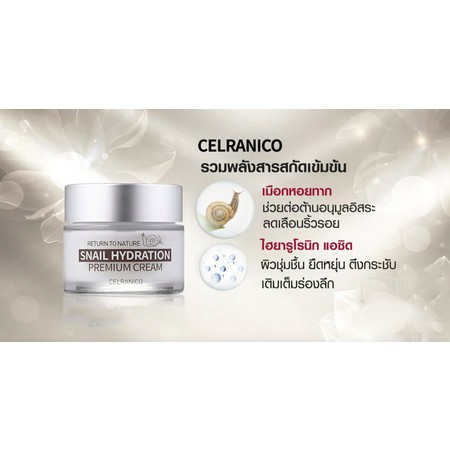 CELRANICO
รวมพลังสารสกัดเข้มข้น
เมือกหอยทาก
ช่วยต่อต้านอนุมูลอิสระ
ลดเลือนริ้วรอย
ไฮยารูโรนิก แอซิด
ผิวชุ่มชื้น ยืดหยุ่น ตึงกระชับ
เติมเต็มร่องลึก
RETURN TO NATURE
SNAIL HYDRATION
PREMIUM CREAM
CELRANICO